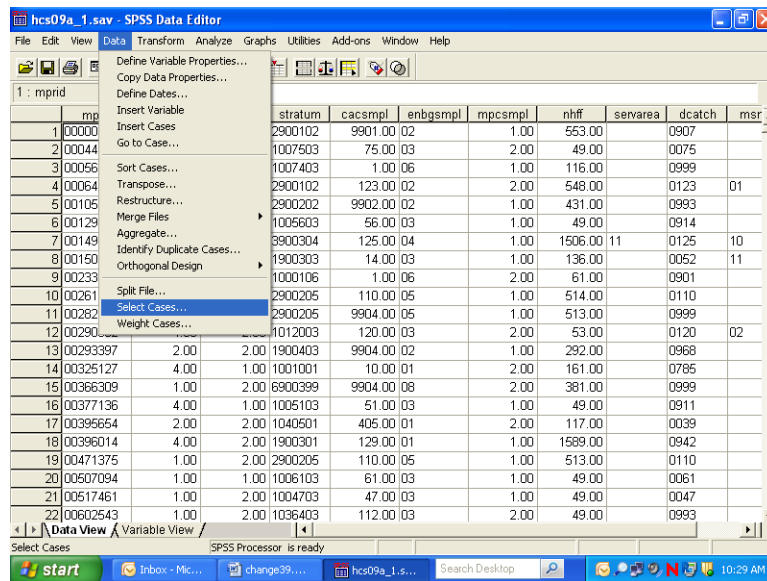 hcs09a_1.sav - SPSS Data Editor
File Edit View Data Transform Analyze Graphs Utilities Add-ons Window Help
Define Variable Properties...
Copy Data Properties...
Define Dates...
Insert Variable
Insert Cases
Go to Case...
Sort Cases...
Transpose...
Restructure...
Merge Files
Aggregate...
Identify Duplicate Cases...
Orthogonal Design
Split File...
Select Cases...
Weight Cases...
1 : mprid
mp stratum cacsmpl enbgsmpl mpcsmpl nhff servarea dcatch msr
1 00000 2900102 9901.00 02 1.00 553.00 0907
2 00044 1007503 75.00 03 2.00 49.00 0075
3 00056 1007403 1.00 06 1.00 116.00 0999
4 00064 2900102 123.00 02 2.00 548.00 0123 01
5 00105 2900202 9902.00 02 1.00 431.00 0993
6 00129 1005603 56.00 03 1.00 49.00 0914
7 00149 3900304 125.00 04 1.00 1506.00 11 0125 10
8 00150 1900303 14.00 03 1.00 136.00 0052 11
9 00233 1000106 1.00 06 2.00 61.00 0901
10 00261 2900205 110.00 05 1.00 514.00 0110
11 00282 2900205 9904.00 05 1.00 513.00 0999
12 1012003 120.00 03 2.00 53.00 0120 02
13 00293397 2.00 2.00 1900403 9904.00 02 1.00 292.00 0968
14 00325127 4.00 1.00 1001001 10.00 01 2.00 161.00 0785
15 00366309 1.00 2.00 6900399 9904.00 08 2.00 381.00 0999
16 00377136 4.00 1.00 1005103 51.00 03 1.00 49.00 0911
17 00395654 2.00 2.00 1040501 405.00 01 2.00 117.00 0039
18 00396014 4.00 2.00 1900301 129.00 01 1.00 1589.00 0942
19 00471375 1.00 2.00 2900205 110.00 05 1.00 513.00 0110
20 00507094 1.00 1.00 1006103 61.00 03 1.00 49.00 0061
21 00517461 1.00 2.00 1004703 47.00 03 1.00 49.00 0047
22 00602543 1.00 2.00 1036403 112.00 03 2.00 49.00 0993
Data View Variable View
Select Cases SPSS Processor is ready
start Inbox - Mic... change39.... hcs09a_1.s... Search Desktop 10:29 AM